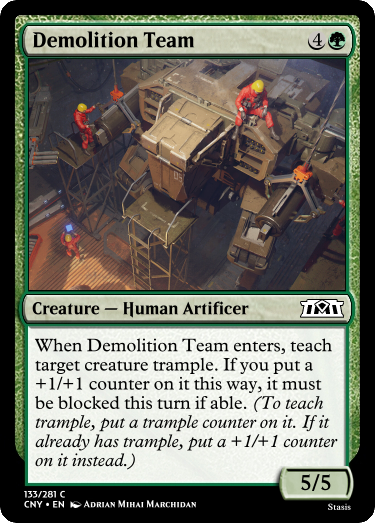 Demolition Team 4
Creature — Human Artificer
When Demolition Team enters, teach
target creature trample. If you put a
+1/+1 counter on it this way, it must
be blocked this turn if able. (To teach
trample, put a trample counter on it. If it
already has trample, put a +1/+1 counter
on it instead.)
5/5
133/281 C
CNY • EN Adrian Mihai Marchidan
Stasis